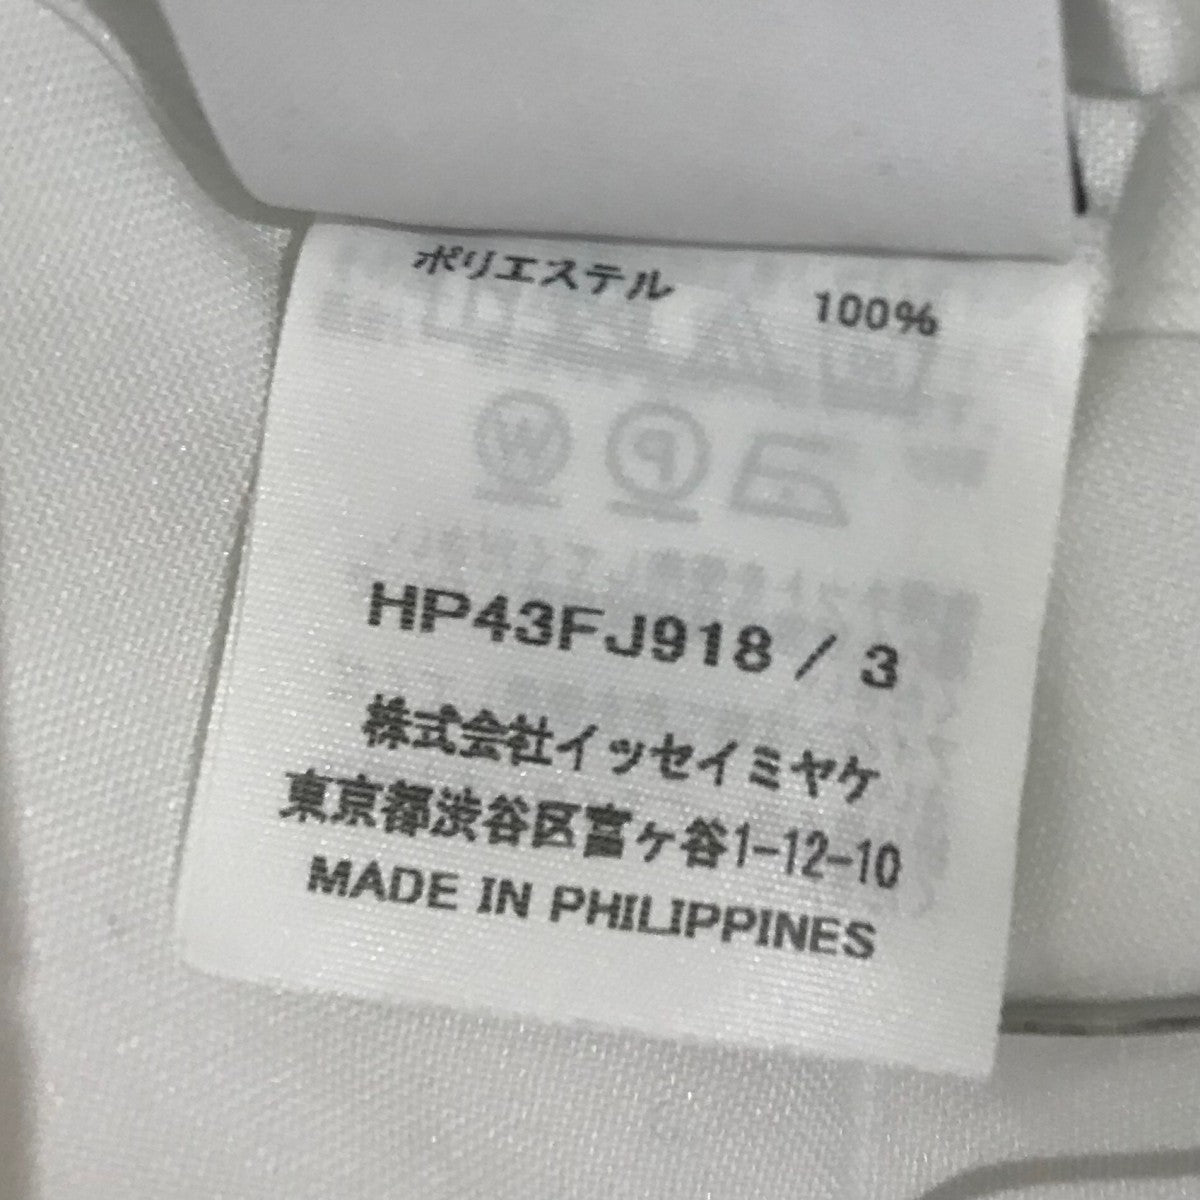 ポリエステル 100%
HP43FJ918 / 3
株式会社イッセイミヤケ
東京都渋谷区富ヶ谷1-12-10
MADE IN PHILIPPINES